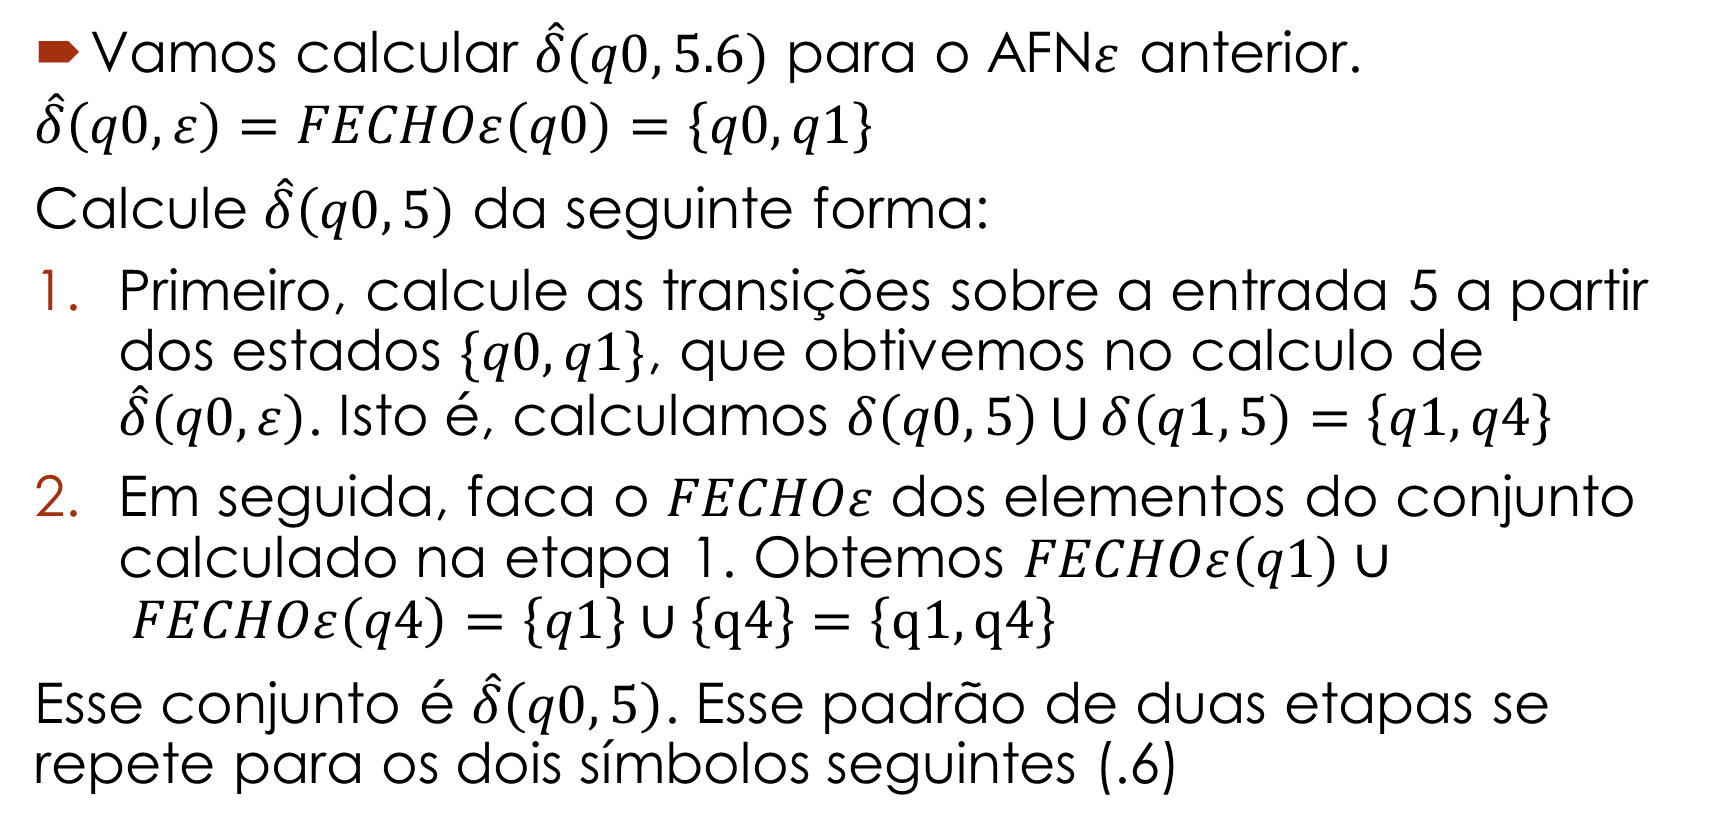 Vamos calcular δ̂(q0, 5.6) para o AFNε anterior.
δ̂(q0, ε) = FECHOε(q0) = {q0, q1}
Calcule δ̂(q0, 5) da seguinte forma:
1. Primeiro, calcule as transições sobre a entrada 5 a partir
dos estados {q0, q1}, que obtivemos no calculo de
δ̂(q0, ε). Isto é, calculamos δ(q0, 5) ∪ δ(q1, 5) = {q1, q4}
2. Em seguida, faca o FECHOε dos elementos do conjunto
calculado na etapa 1. Obtemos FECHOε(q1) ∪
FECHOε(q4) = {q1} ∪ {q4} = {q1, q4}
Esse conjunto é δ̂(q0, 5). Esse padrão de duas etapas se
repete para os dois símbolos seguintes (.6)